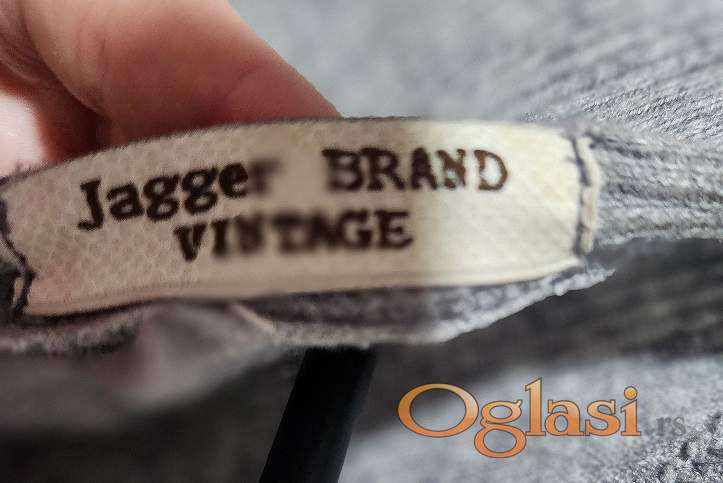 Jagger BRAND
VINTAGE
Oglasi.rs